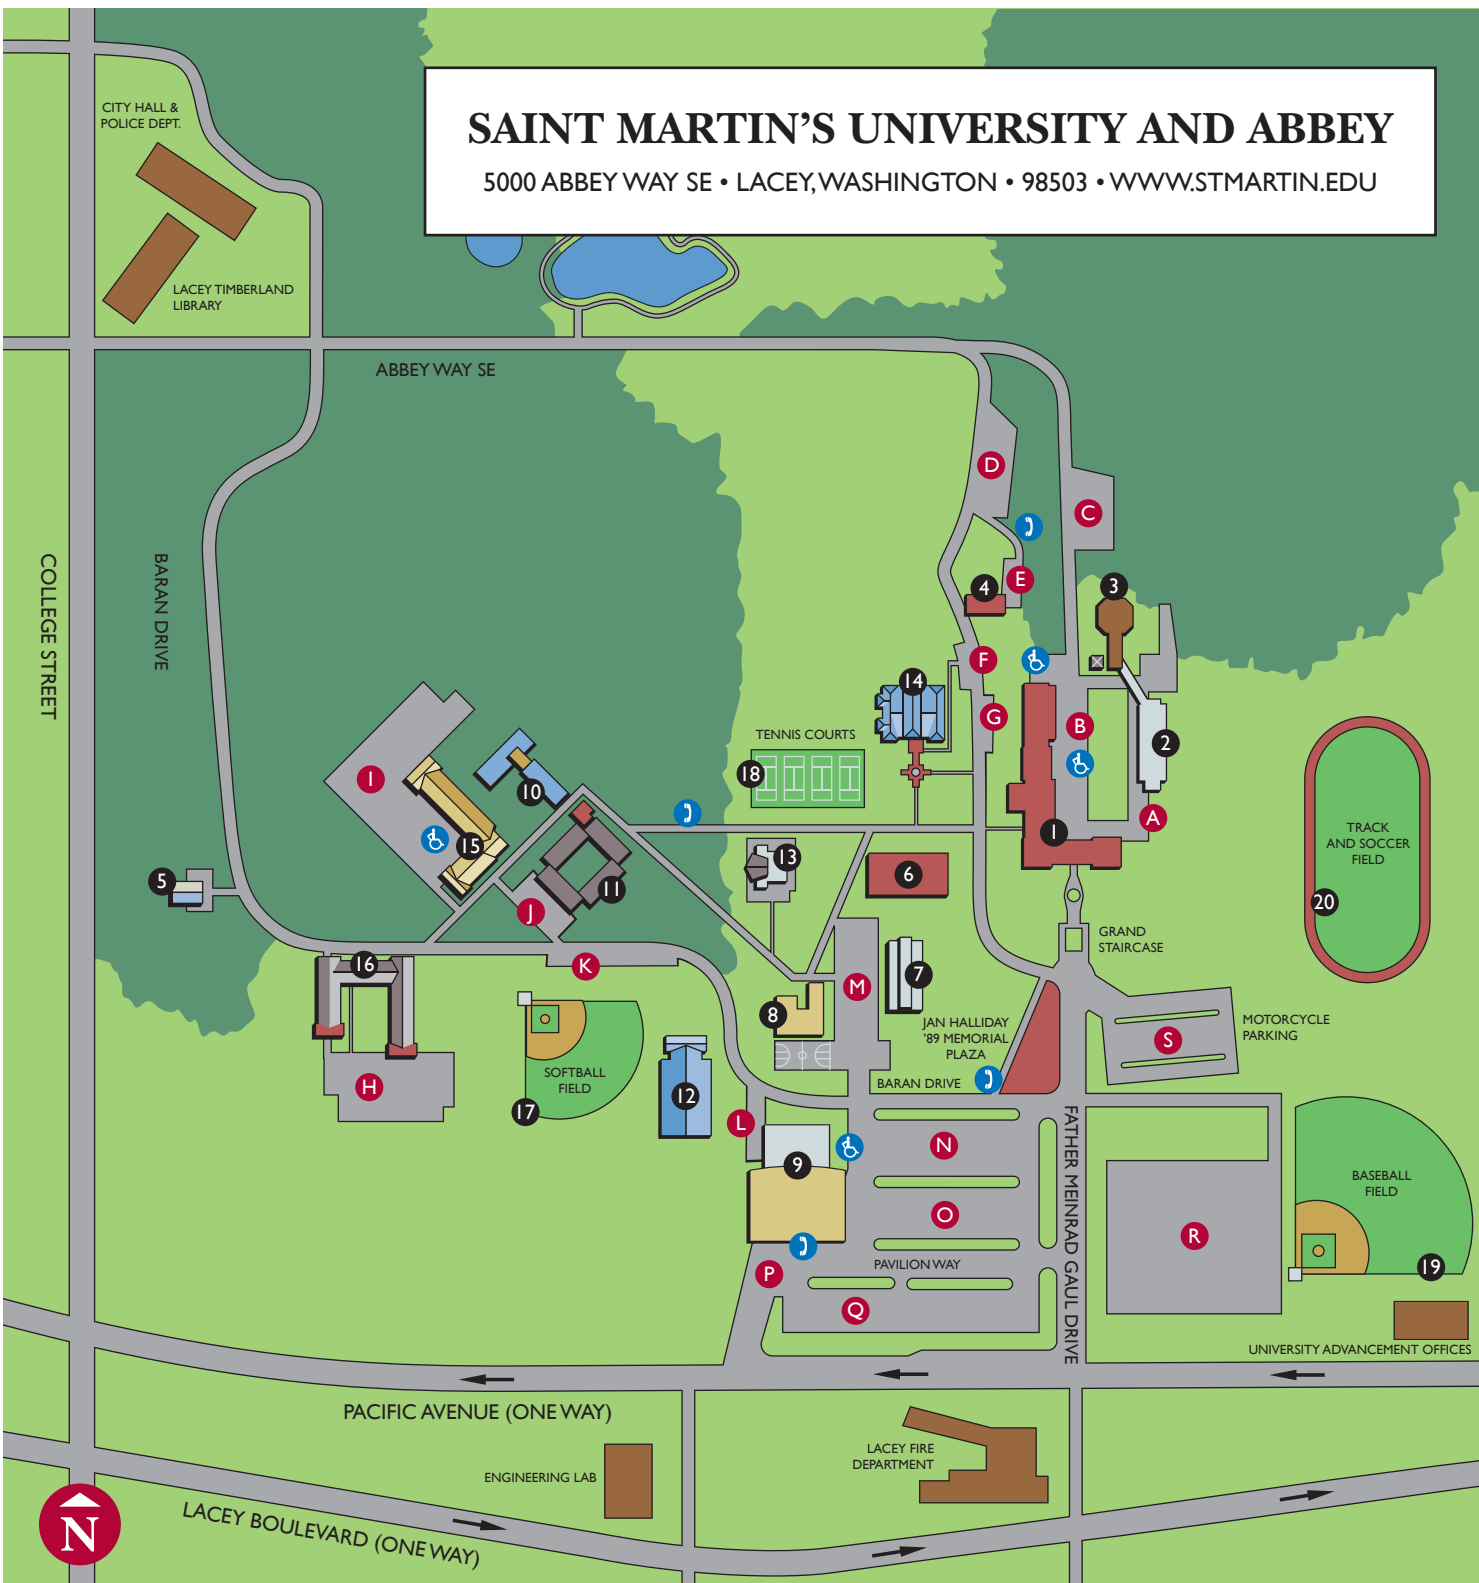 SAINT MARTIN'S UNIVERSITY AND ABBEY
5000 ABBEY WAY SE • LACEY, WASHINGTON • 98503 • WWW.STMARTIN.EDU
CITY HALL &
POLICE DEPT.
LACEY TIMBERLAND
LIBRARY
ABBEY WAY SE
COLLEGE STREET
BARAN DRIVE
D
C
E
4
3
F
14
G
B
2
A
1
TENNIS COURTS
18
TRACK
AND SOCCER
FIELD
20
I
10
15
11
J
5
13
6
GRAND
STAIRCASE
16
K
M
7
8
JAN HALLIDAY
'89 MEMORIAL
PLAZA
S
MOTORCYCLE
PARKING
SOFTBALL
FIELD
17
H
12
BARAN DRIVE
L
9
N
O
FATHER MEINRAD GAUL DRIVE
BASEBALL
FIELD
R
19
P
PAVILION WAY
Q
UNIVERSITY ADVANCEMENT OFFICES
PACIFIC AVENUE (ONE WAY)
LACEY FIRE
DEPARTMENT
ENGINEERING LAB
LACEY BOULEVARD (ONE WAY)
N